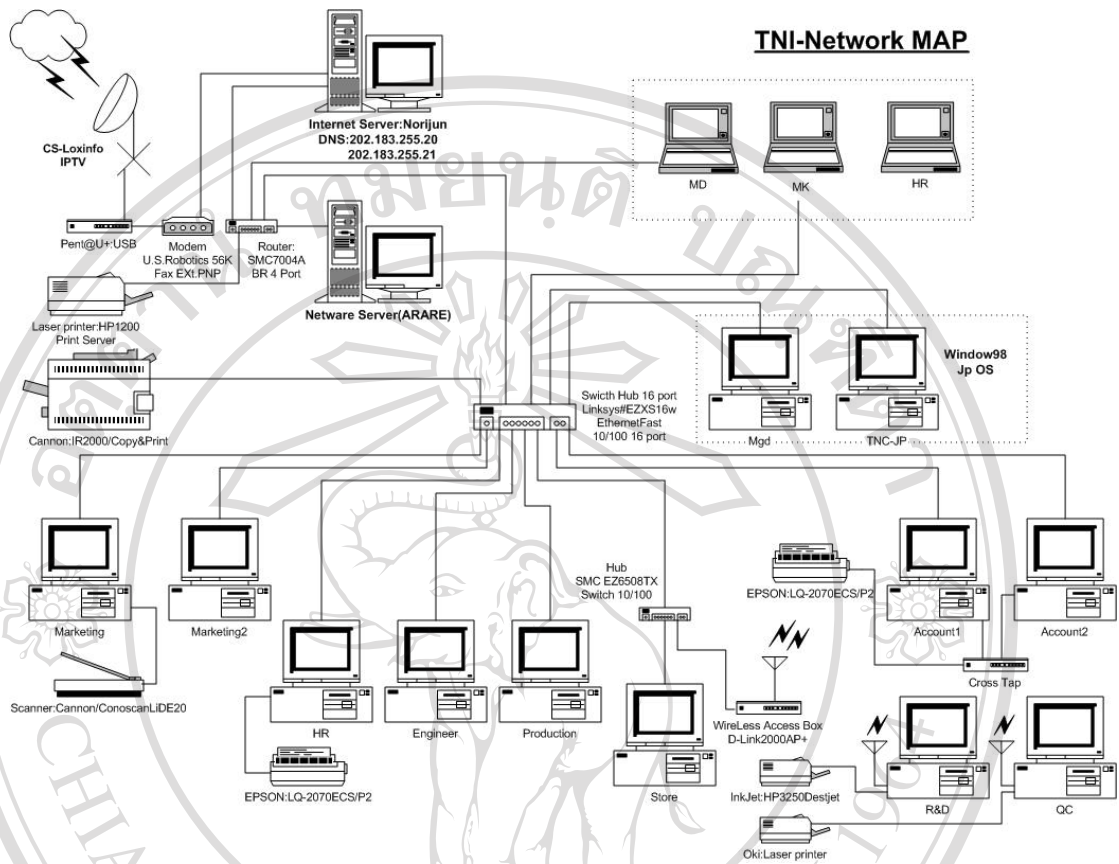 TNI-Network MAP
CS-Loxinfo
IPTV
Internet Server:Norijun
DNS:202.183.255.20
202.183.255.21
MD
MK
HR
Pent@U+:USB
Modem
U.S.Robotics 56K
Fax EXt.PNP
Router:
SMC7004A
BR 4 Port
Laser printer:HP1200
Print Server
Netware Server(ARARE)
Window98
Jp OS
Mgd
TNC-JP
Cannon:IR2000/Copy&Print
Swicth Hub 16 port
Linksys#EZXS16w
EthernetFast
10/100 16 port
Marketing
Marketing2
Hub
SMC EZ6508TX
Switch 10/100
EPSON:LQ-2070ECS/P2
Account1
Account2
Cross Tap
Scanner:Cannon/ConoscanLiDE20
HR
Engineer
Production
WireLess Access Box
D-Link2000AP+
EPSON:LQ-2070ECS/P2
Store
InkJet:HP3250Destjet
R&D
QC
Oki:Laser printer
1964